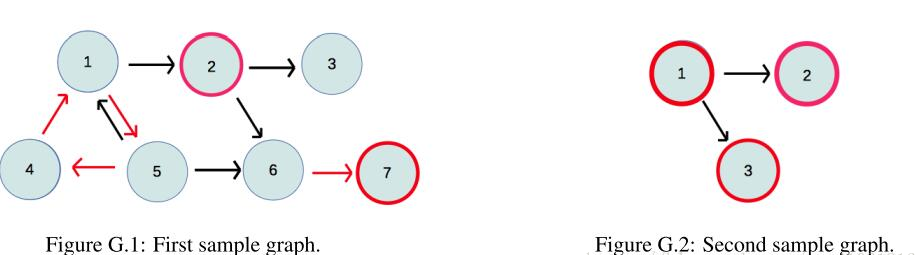 1 2 3
4 5 6 7
Figure G.1: First sample graph.
1 2
3
Figure G.2: Second sample graph.